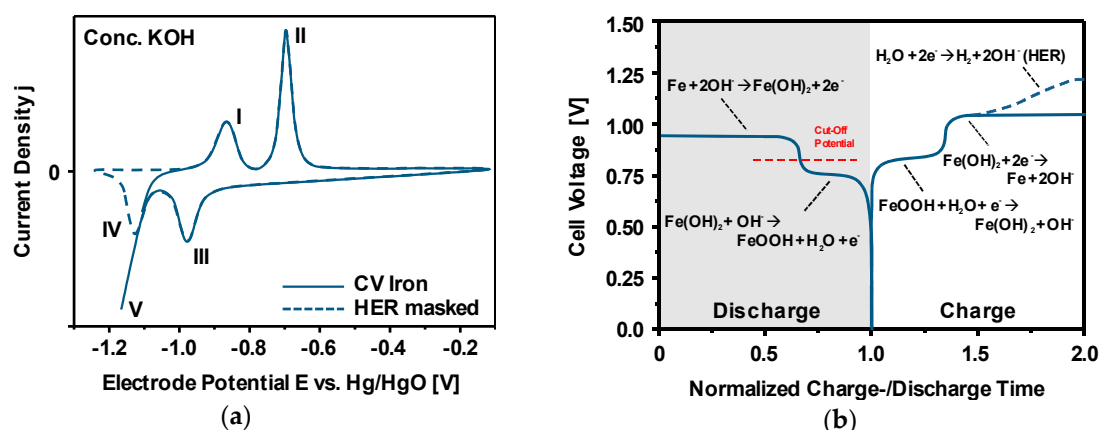 Conc. KOH
II
I
IV
III
V
CV Iron
HER masked
Current Density j
0
-1.2
-1.0
-0.8
-0.6
-0.4
-0.2
Electrode Potential E vs. Hg/HgO [V]
(a)
Cell Voltage [V]
1.50
1.25
1.00
0.75
0.50
0.25
0.0
H₂O + 2e⁻→H₂+2OH⁻(HER)
Fe+2OH⁻→Fe(OH)₂+2e⁻
Cut-Off
Potential
Fe(OH)₂+2e⁻→
Fe+2OH⁻
FeOOH+H₂O+ e⁻→
Fe(OH)₂+OH⁻
Fe(OH)₂+ OH⁻→
FeOOH+H₂O+e⁻
Discharge
Charge
0
0.5
1.0
1.5
2.0
Normalized Charge-/Discharge Time
(b)